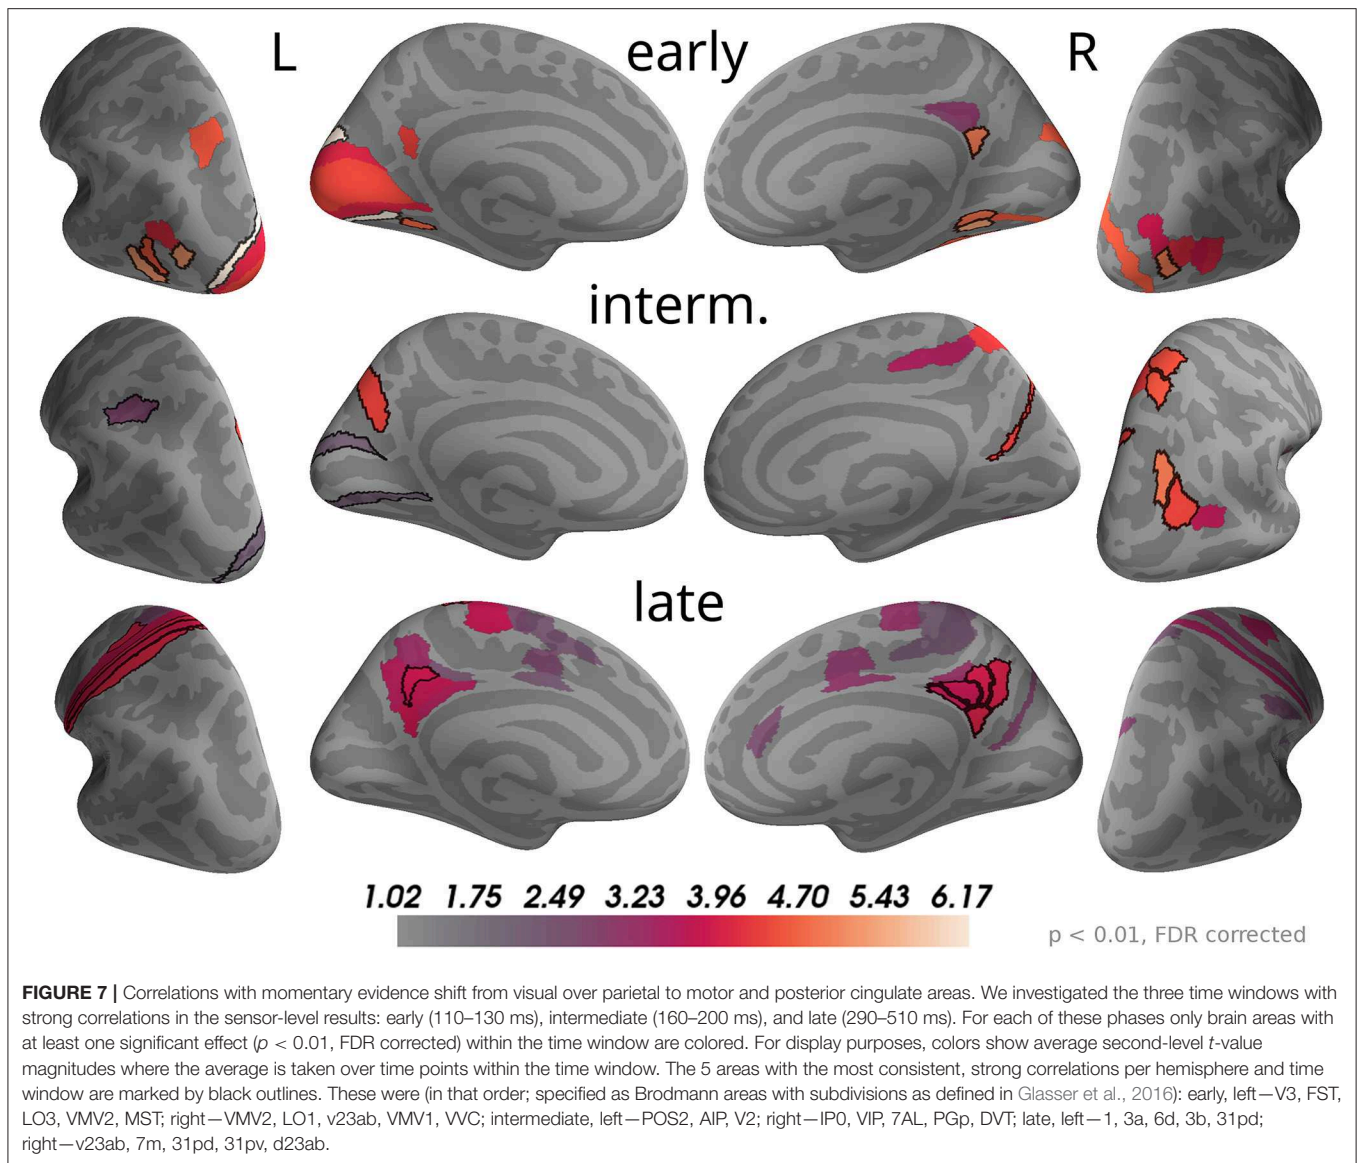 L early R
interm.
late
1.02 1.75 2.49 3.23 3.96 4.70 5.43 6.17
p < 0.01, FDR corrected
FIGURE 7 | Correlations with momentary evidence shift from visual over parietal to motor and posterior cingulate areas. We investigated the three time windows with
strong correlations in the sensor-level results: early (110–130 ms), intermediate (160–200 ms), and late (290–510 ms). For each of these phases only brain areas with
at least one significant effect (p < 0.01, FDR corrected) within the time window are colored. For display purposes, colors show average second-level t-value
magnitudes where the average is taken over time points within the time window. The 5 areas with the most consistent, strong correlations per hemisphere and time
window are marked by black outlines. These were (in that order; specified as Brodmann areas with subdivisions as defined in Glasser et al., 2016): early, left—V3, FST,
LO3, VMV2, MST; right—VMV2, LO1, v23ab, VMV1, VVC; intermediate, left—POS2, AIP, V2; right—IP0, VIP, 7AL, PGp, DVT; late, left—1, 3a, 6d, 3b, 31pd;
right—v23ab, 7m, 31pd, 31pv, d23ab.